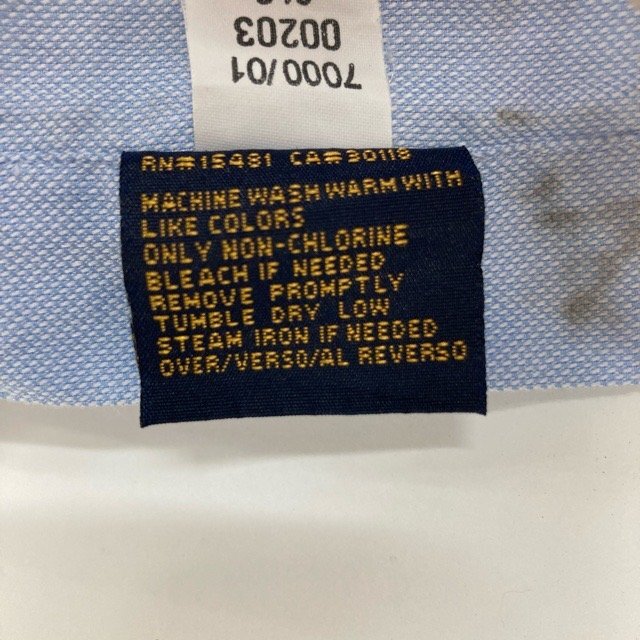 7000/01
00203
RN#15481 CA#30119
MACHINE WASH WARM WITH
LIKE COLORS
ONLY NON-CHLORINE
BLEACH IF NEEDED
REMOVE PROMPTLY
TUMBLE DRY LOW
STEAM IRON IF NEEDED
OVER/VERSO/AL REVERSO